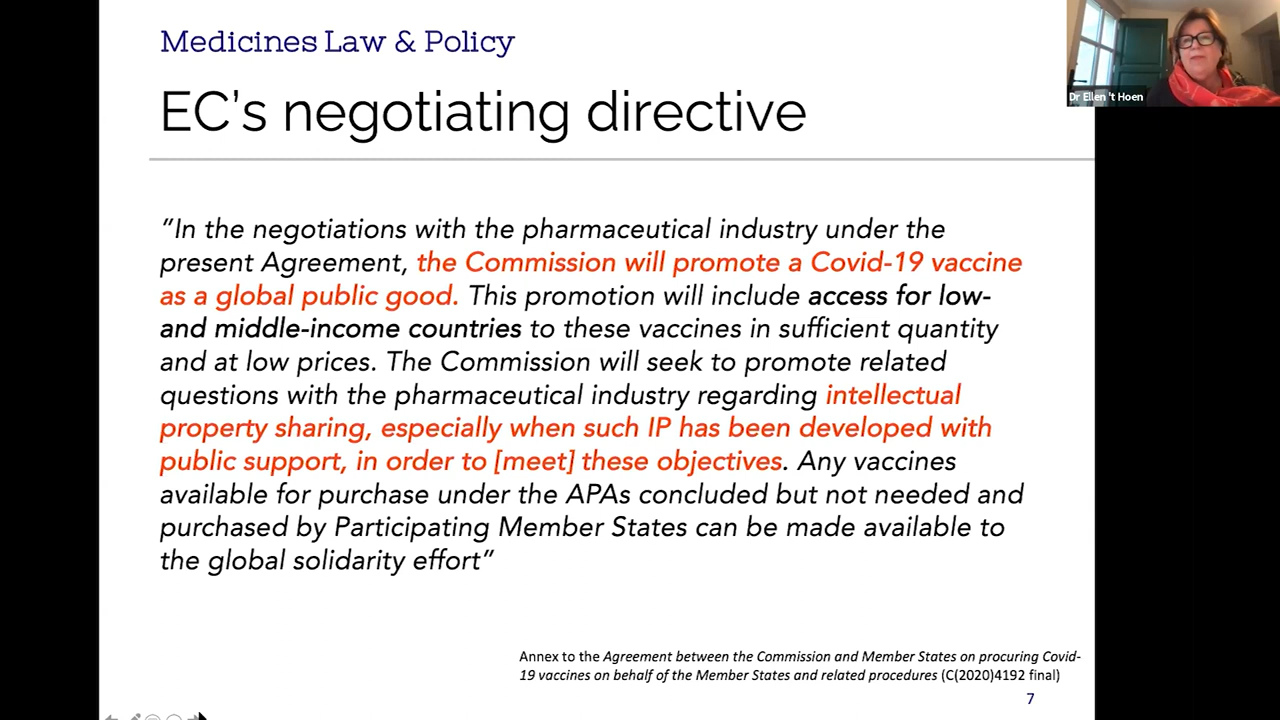 Medicines Law & Policy
EC's negotiating directive
"In the negotiations with the pharmaceutical industry under the
present Agreement, the Commission will promote a Covid-19 vaccine
as a global public good. This promotion will include access for low-
and middle-income countries to these vaccines in sufficient quantity
and at low prices. The Commission will seek to promote related
questions with the pharmaceutical industry regarding intellectual
property sharing, especially when such IP has been developed with
public support, in order to [meet] these objectives. Any vaccines
available for purchase under the APAs concluded but not needed and
purchased by Participating Member States can be made available to
the global solidarity effort"
Annex to the Agreement between the Commission and Member States on procuring Covid-
19 vaccines on behalf of the Member States and related procedures (C(2020)4192 final)
7
Dr Ellen 't Hoen